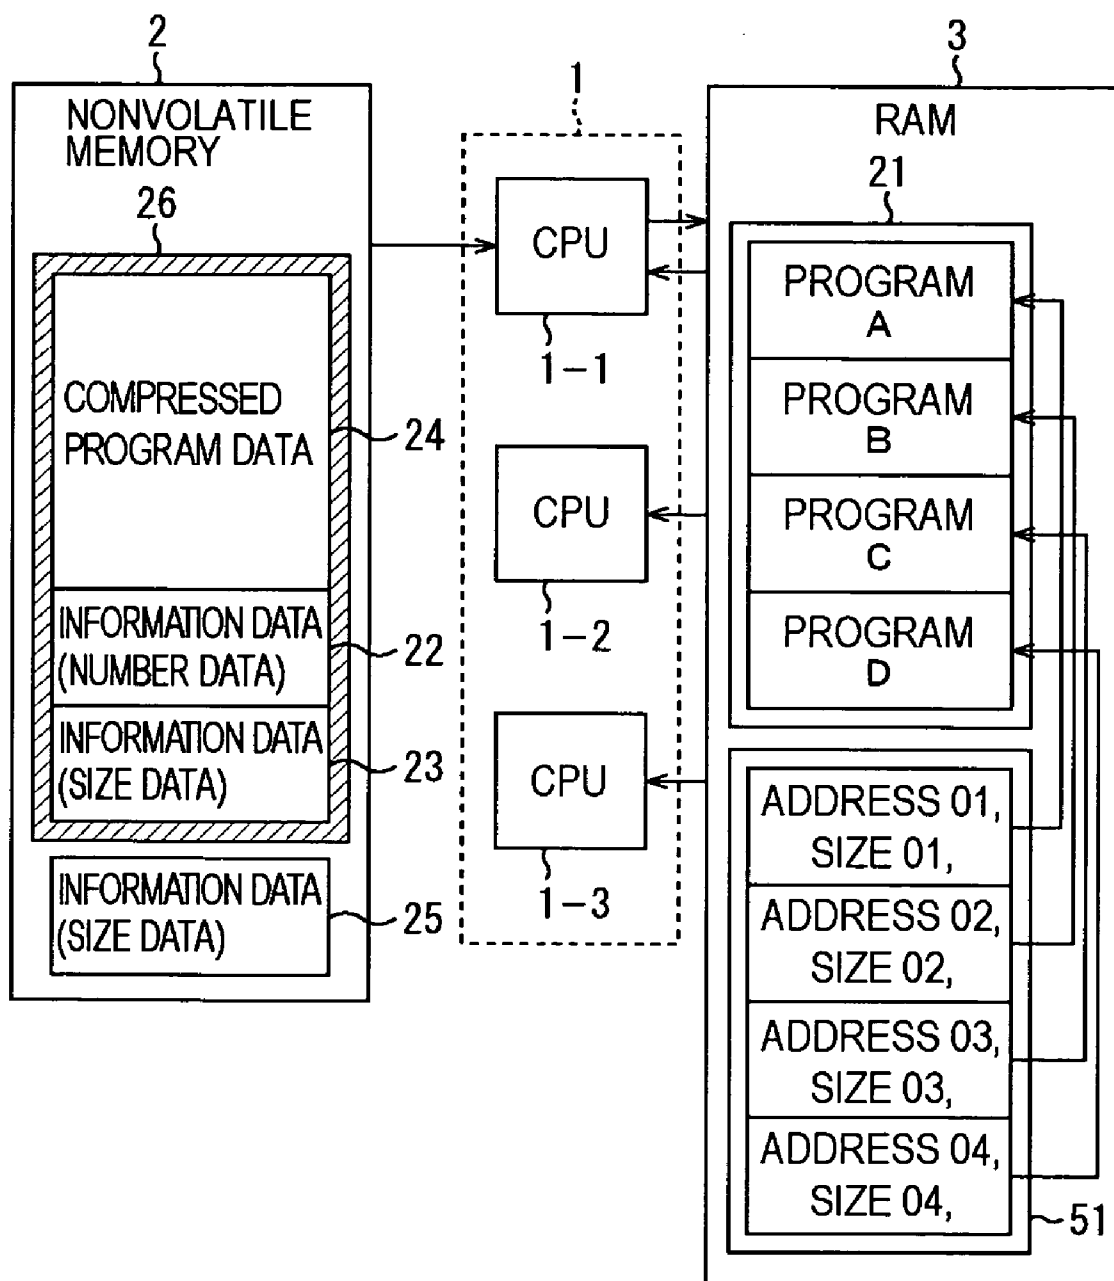 2
NONVOLATILE
MEMORY
26
COMPRESSED
PROGRAM DATA
24
INFORMATION DATA
(NUMBER DATA)
22
INFORMATION DATA
(SIZE DATA)
23
INFORMATION DATA
(SIZE DATA)
25
1
CPU
1-1
CPU
1-2
CPU
1-3
3
RAM
21
PROGRAM
A
PROGRAM
B
PROGRAM
C
PROGRAM
D
ADDRESS 01,
SIZE 01,
ADDRESS 02,
SIZE 02,
ADDRESS 03,
SIZE 03,
ADDRESS 04,
SIZE 04,
51